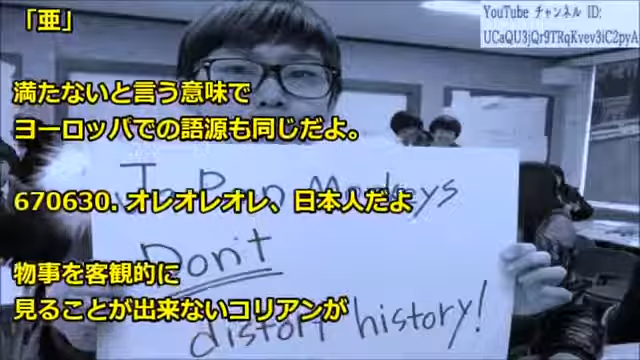 「亜」
YouTube チャンネル ID:
UCaQU3jQr9TRqKvev3iC2pyA
満たないと言う意味で
ヨーロッパでの語源も同じだよ。
670630. オレオレオレ、日本人だよ
物事を客観的に
見ることが出来ないコリアンが
JaPan Monkeys
Don't
distort history!